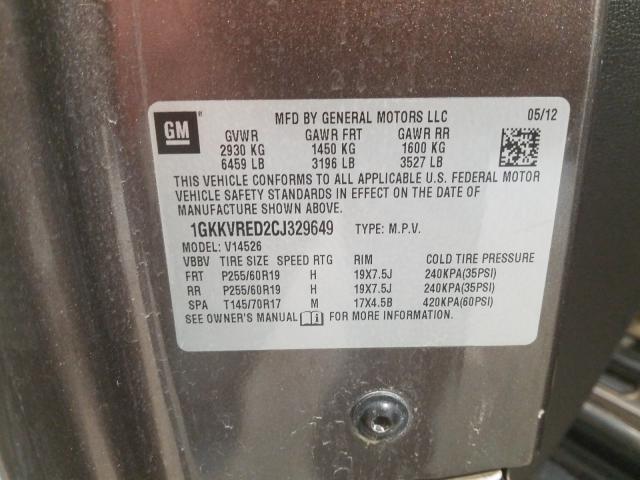 GM
MFD BY GENERAL MOTORS LLC 05/12
GVWR GAWR FRT GAWR RR
2930 KG 1450 KG 1600 KG
6459 LB 3196 LB 3527 LB
THIS VEHICLE CONFORMS TO ALL APPLICABLE U.S. FEDERAL MOTOR
VEHICLE SAFETY STANDARDS IN EFFECT ON THE DATE OF
MANUFACTURE SHOWN ABOVE.
1GKKVRED2CJ329649 TYPE: M.P.V.
MODEL: V14526
VBBV TIRE SIZE SPEED RTG RIM COLD TIRE PRESSURE
FRT P255/60R19 H 19X7.5J 240KPA(35PSI)
RR P255/60R19 H 19X7.5J 240KPA(35PSI)
SPA T145/70R17 M 17X4.5B 420KPA(60PSI)
SEE OWNER'S MANUAL FOR MORE INFORMATION.